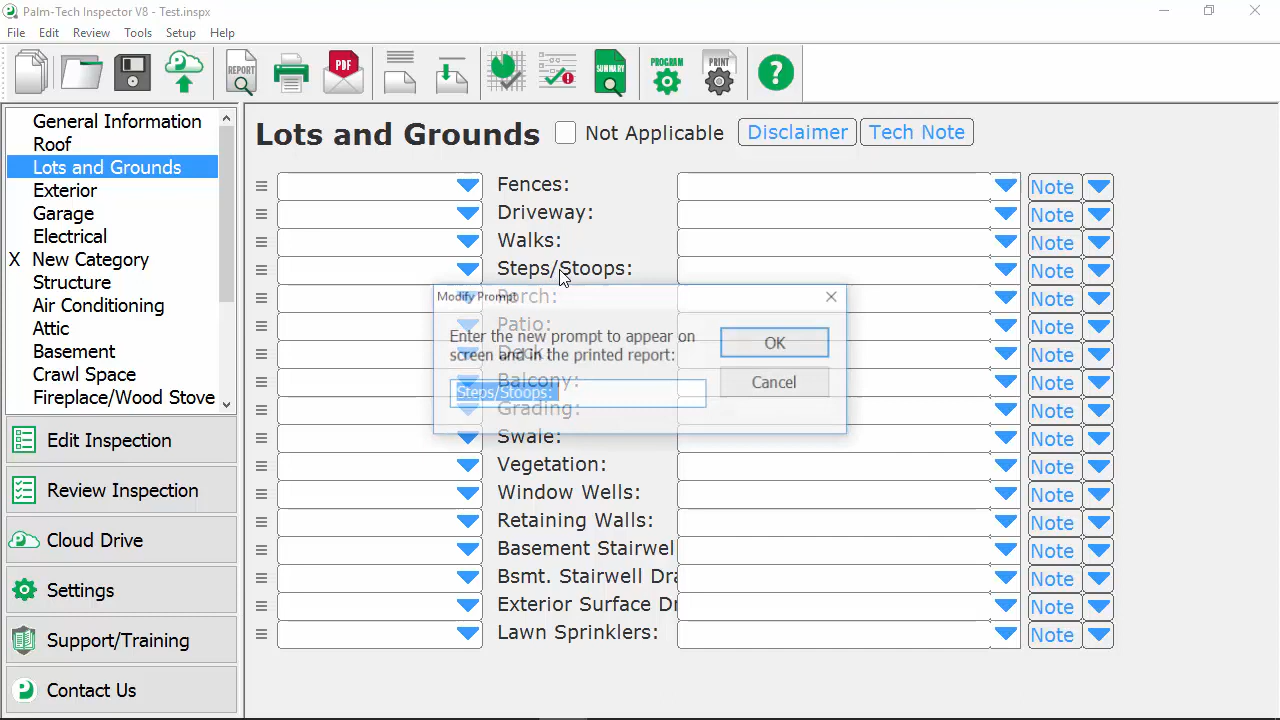 Palm-Tech Inspector V8 - Test.inspx
File Edit Review Tools Setup Help
REPORT PDF SUMMARY PROGRAM PRINT ?
General Information
Roof
Lots and Grounds
Exterior
Garage
Electrical
X New Category
Structure
Air Conditioning
Attic
Basement
Crawl Space
Fireplace/Wood Stove
Edit Inspection
Review Inspection
Cloud Drive
Settings
Support/Training
Contact Us
Lots and Grounds Not Applicable Disclaimer Tech Note
Fences: Note
Driveway: Note
Walks: Note
Steps/Stoops: Note
Porch: Note
Patio: Note
Deck: Note
Balcony: Note
Grading: Note
Swale: Note
Vegetation: Note
Window Wells: Note
Retaining Walls: Note
Basement Stairwel Note
Bsmt. Stairwell Dra Note
Exterior Surface Dr Note
Lawn Sprinklers: Note
Modify Prompt
Enter the new prompt to appear on
screen and in the printed report:
Steps/Stoops:
OK
Cancel